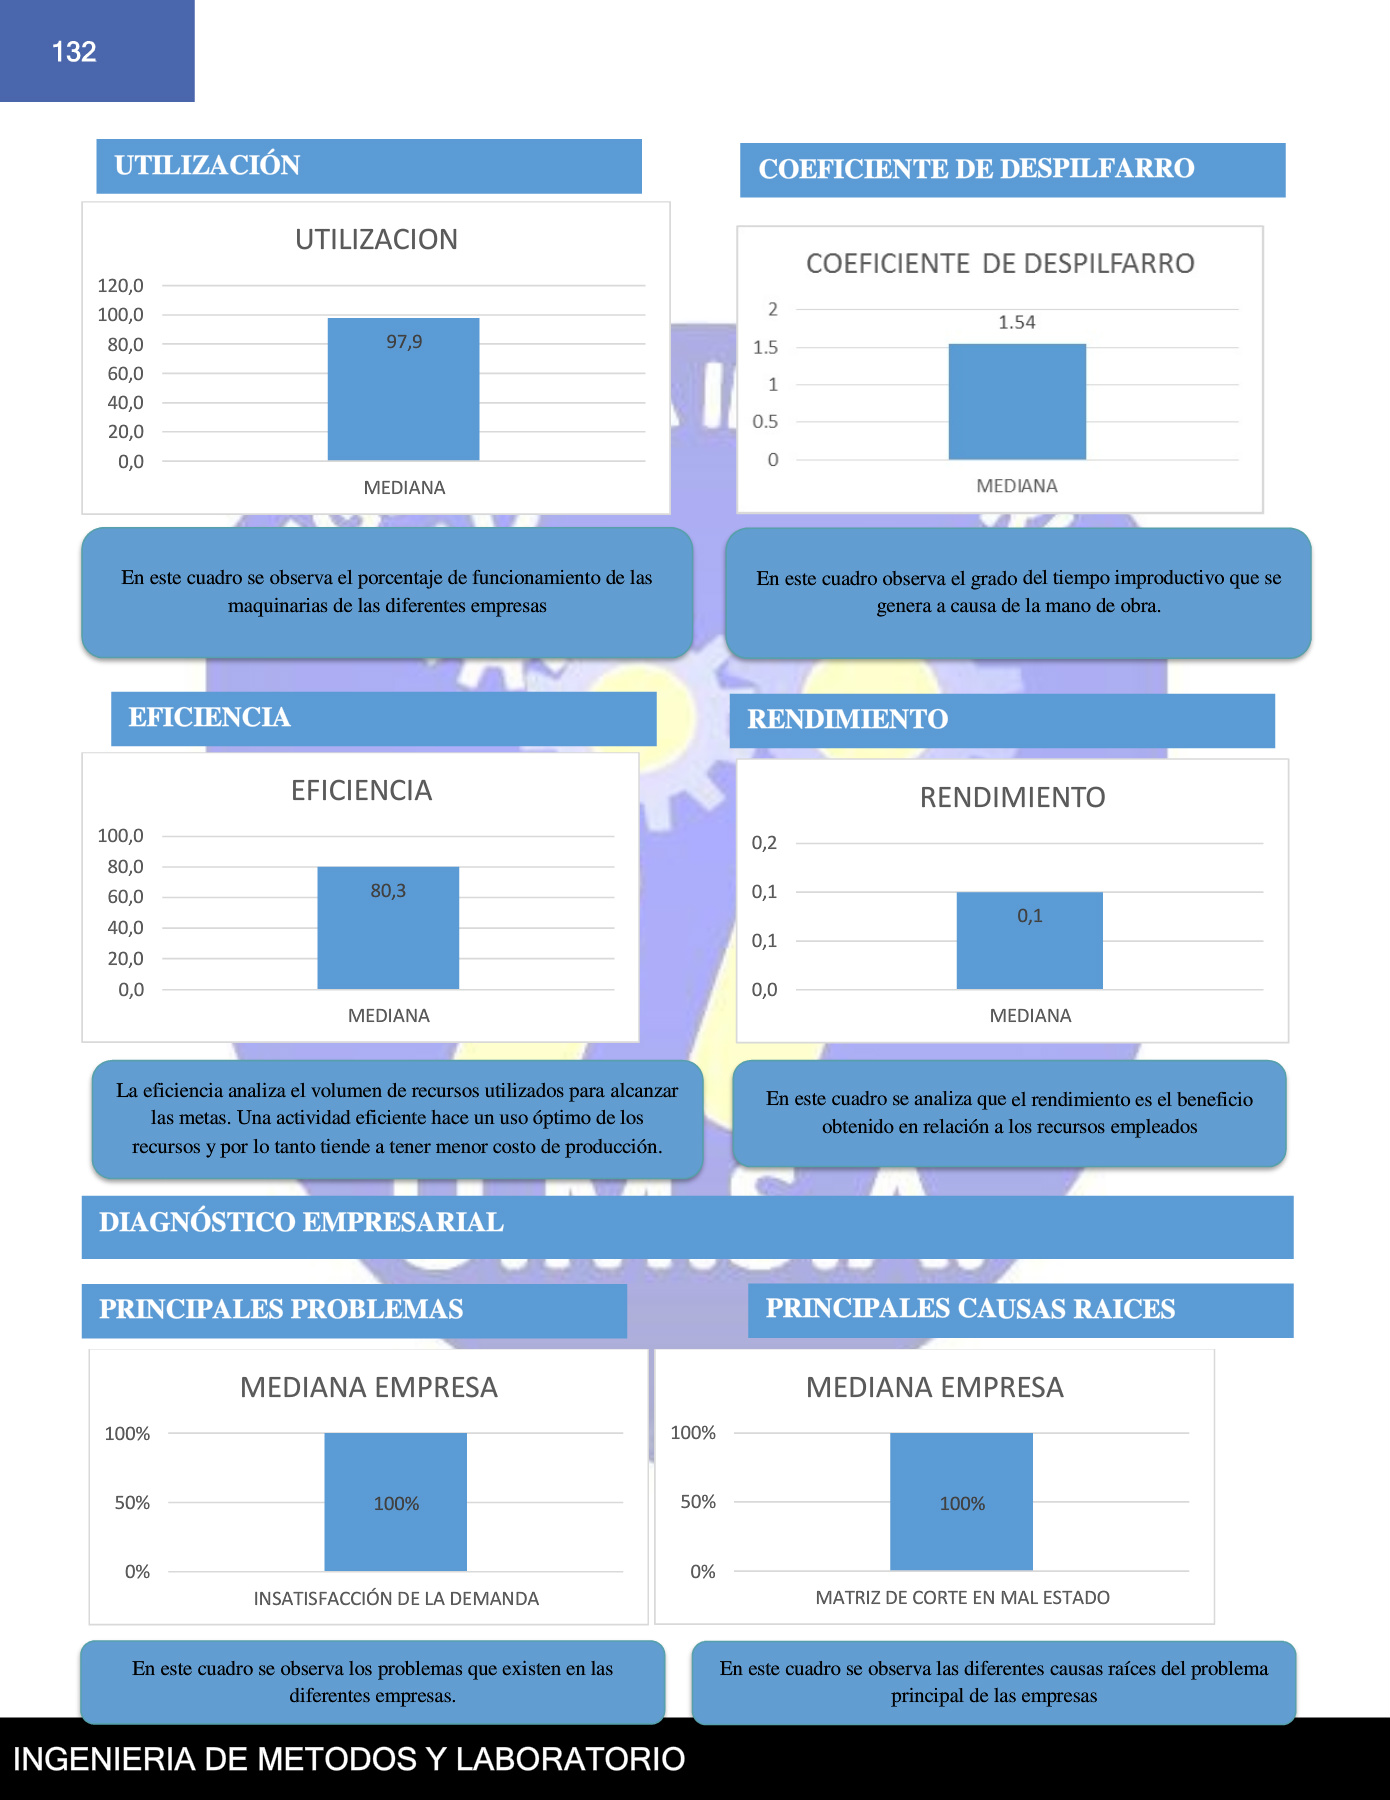 132
UTILIZACIÓN
UTILIZACION
120,0
100,0
80,0
60,0
40,0
20,0
0,0
97,9
MEDIANA
En este cuadro se observa el porcentaje de funcionamiento de las
maquinarias de las diferentes empresas
COEFICIENTE DE DESPILFARRO
COEFICIENTE DE DESPILFARRO
2
1.5
1
0.5
0
1.54
MEDIANA
En este cuadro observa el grado del tiempo improductivo que se
genera a causa de la mano de obra.
EFICIENCIA
EFICIENCIA
100,0
80,0
60,0
40,0
20,0
0,0
80,3
MEDIANA
La eficiencia analiza el volumen de recursos utilizados para alcanzar
las metas. Una actividad eficiente hace un uso óptimo de los
recursos y por lo tanto tiende a tener menor costo de producción.
RENDIMIENTO
RENDIMIENTO
0,2
0,1
0,1
0,0
0,1
MEDIANA
En este cuadro se analiza que el rendimiento es el beneficio
obtenido en relación a los recursos empleados
DIAGNÓSTICO EMPRESARIAL
PRINCIPALES PROBLEMAS
MEDIANA EMPRESA
100%
50%
0%
100%
INSATISFACCIÓN DE LA DEMANDA
En este cuadro se observa los problemas que existen en las
diferentes empresas.
PRINCIPALES CAUSAS RAICES
MEDIANA EMPRESA
100%
50%
0%
100%
MATRIZ DE CORTE EN MAL ESTADO
En este cuadro se observa las diferentes causas raíces del problema
principal de las empresas
INGENIERIA DE METODOS Y LABORATORIO